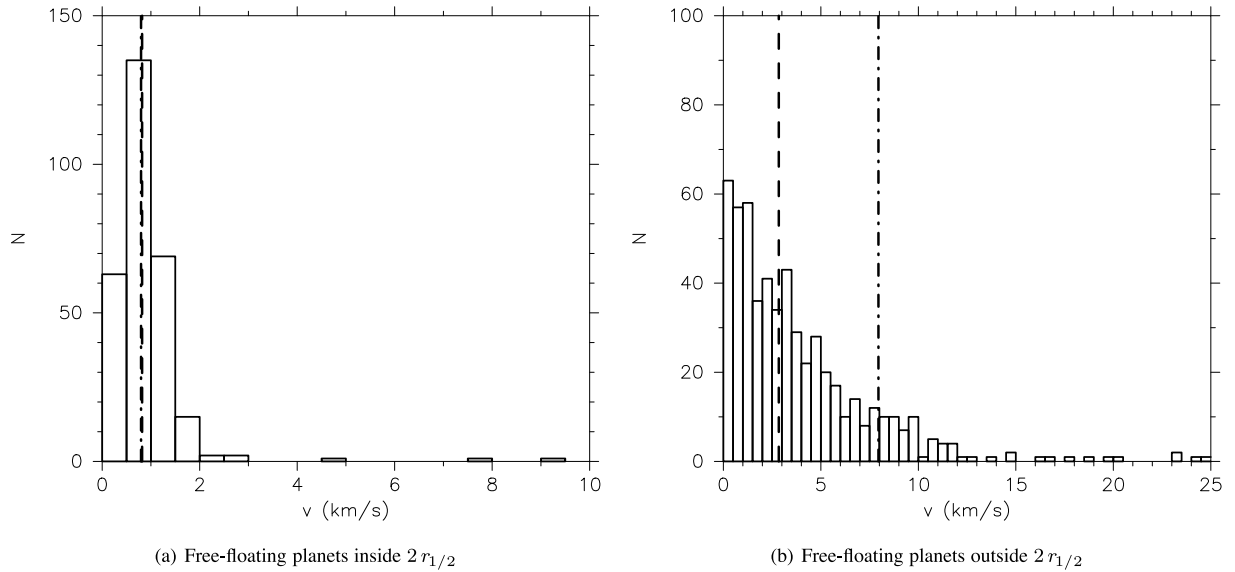 150
100
50
0
N
0 2 4 6 8 10
v (km/s)
(a) Free-floating planets inside 2 r1/2
100
80
60
40
20
0
N
0 5 10 15 20 25
v (km/s)
(b) Free-floating planets outside 2 r1/2